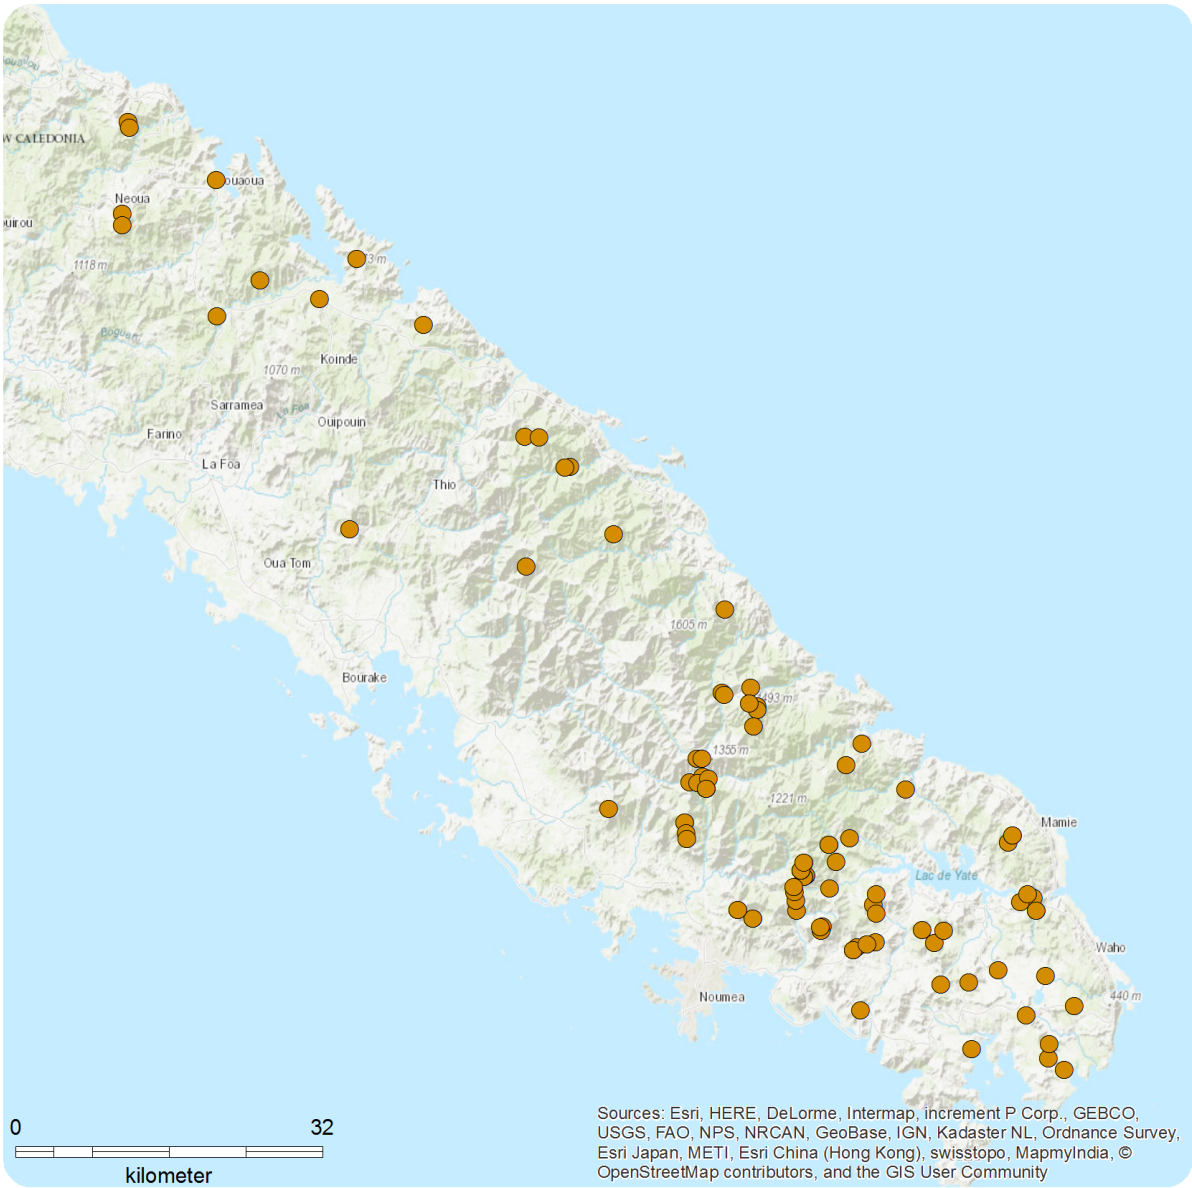 W CALEDONIA
ouaoua
Neoua
1118 m
3 m
Koinde
1070 m
Sarramea
La Foa
Ouipouin
Farino
La Foa
Thio
Oua Tom
1605 m
Bourake
493 m
1355 m
1221 m
Mamie
Lac de Yate
Waho
Noumea
440 m
0
32
kilometer
Sources: Esri, HERE, DeLorme, Intermap, increment P Corp., GEBCO,
USGS, FAO, NPS, NRCAN, GeoBase, IGN, Kadaster NL, Ordnance Survey,
Esri Japan, METI, Esri China (Hong Kong), swisstopo, MapmyIndia, ©
OpenStreetMap contributors, and the GIS User Community